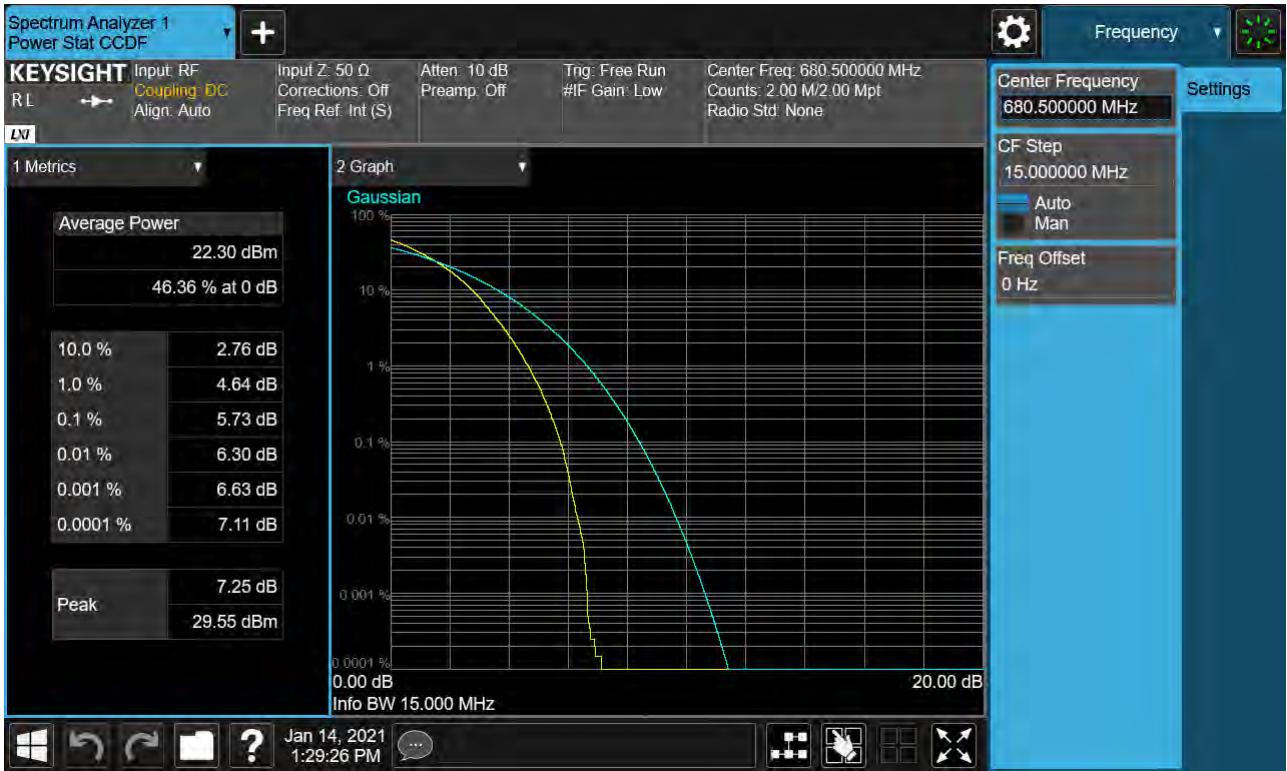 Spectrum Analyzer 1
Power Stat CCDF
Frequency
KEYSIGHT
RL
LXI
Input: RF
Coupling: DC
Align: Auto
Input Z: 50 Ω
Corrections: Off
Freq Ref: Int (S)
Atten: 10 dB
Preamp: Off
Trig: Free Run
#IF Gain: Low
Center Freq: 680.500000 MHz
Counts: 2.00 M/2.00 Mpt
Radio Std: None
Center Frequency
680.500000 MHz
Settings
CF Step
15.000000 MHz
Auto
Man
Freq Offset
0 Hz
1 Metrics
Average Power
22.30 dBm
46.36 % at 0 dB
10.0 % 2.76 dB
1.0 % 4.64 dB
0.1 % 5.73 dB
0.01 % 6.30 dB
0.001 % 6.63 dB
0.0001 % 7.11 dB
Peak
7.25 dB
29.55 dBm
2 Graph
Gaussian
100 %
10 %
1 %
0.1 %
0.01 %
0.001 %
0.0001 %
0.00 dB 20.00 dB
Info BW 15.000 MHz
?
Jan 14, 2021
1:29:26 PM